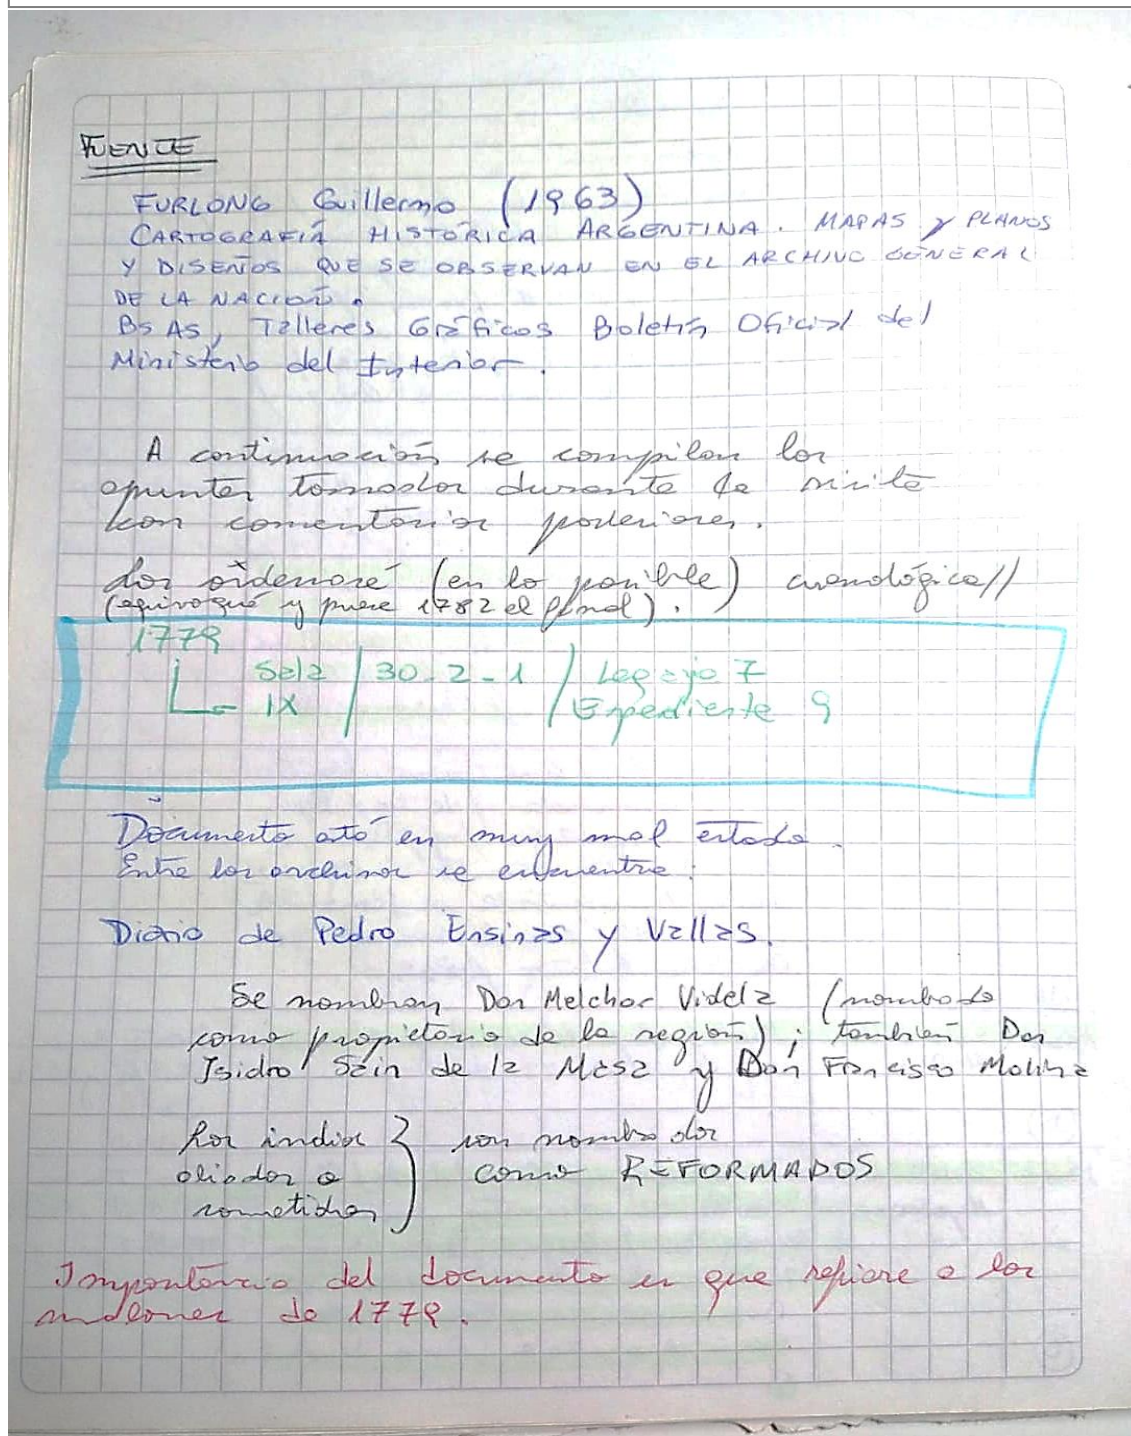 FUENTE
FURLONG Guillermo (1963)
CARTOGRAFÍA HISTÓRICA ARGENTINA. MAPAS Y PLANOS
Y DISEÑOS QUE SE OBSERVAN EN EL ARCHIVO GENERAL
DE LA NACIÓN.
Bs As, Talleres Gráficos Boletín Oficial del
Ministerio del Interior.
A continuación se compilan los
apuntes tomados durante la visita
con comentarios posteriores.
Los ordenaré (en lo posible) cronológica//
(equivoqué y puse 1782 al final).
1779
Sala / 30-2-1 / Legajo 7
IX / Expediente 9
Documento está en muy mal estado.
Entre los archivos se encuentra:
Diario de Pedro Ensinas y Vallas.
Se nombran Don Melchor Videla (nombrado
como propietario de la región); también Don
Isidro Sain de la Mesa y Don Francisco Molina
Los indios } son nombrados
aliados o como REFORMADOS
sometidos
Importancia del documento es que refiere a los
malones de 1779.